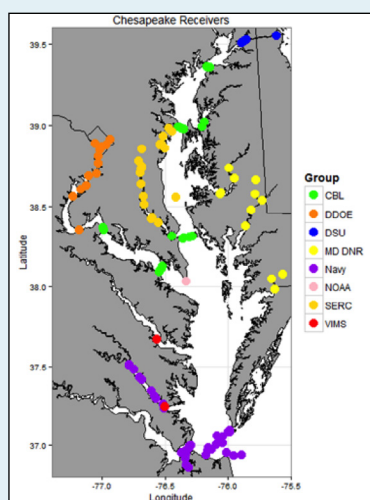 Chesapeake Receivers
39.5
39.0
38.5
38.0
37.5
37.0
Latitude
-77.0
-76.5
-76.0
-75.5
Longitude
Group
CBL
DDOE
DSU
MD DNR
Navy
NOAA
SERC
VIMS